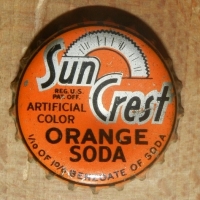 Sun
Crest
REG. U.S.
PAT. OFF.
ARTIFICIAL
COLOR
ORANGE
SODA
1/10 OF 1% BENZOATE OF SODA